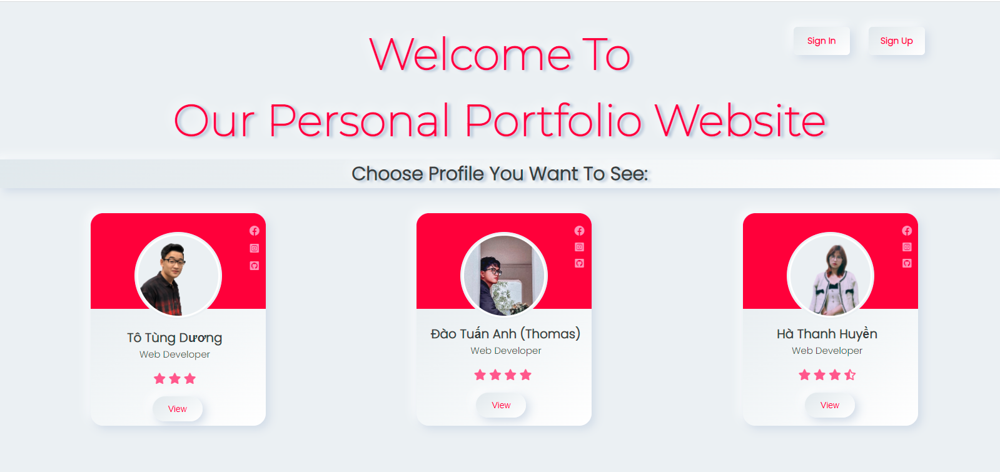 Sign In
Sign Up
Welcome To
Our Personal Portfolio Website
Choose Profile You Want To See:
Tô Tùng Dương
Web Developer
View
Đào Tuấn Anh (Thomas)
Web Developer
View
Hà Thanh Huyền
Web Developer
View